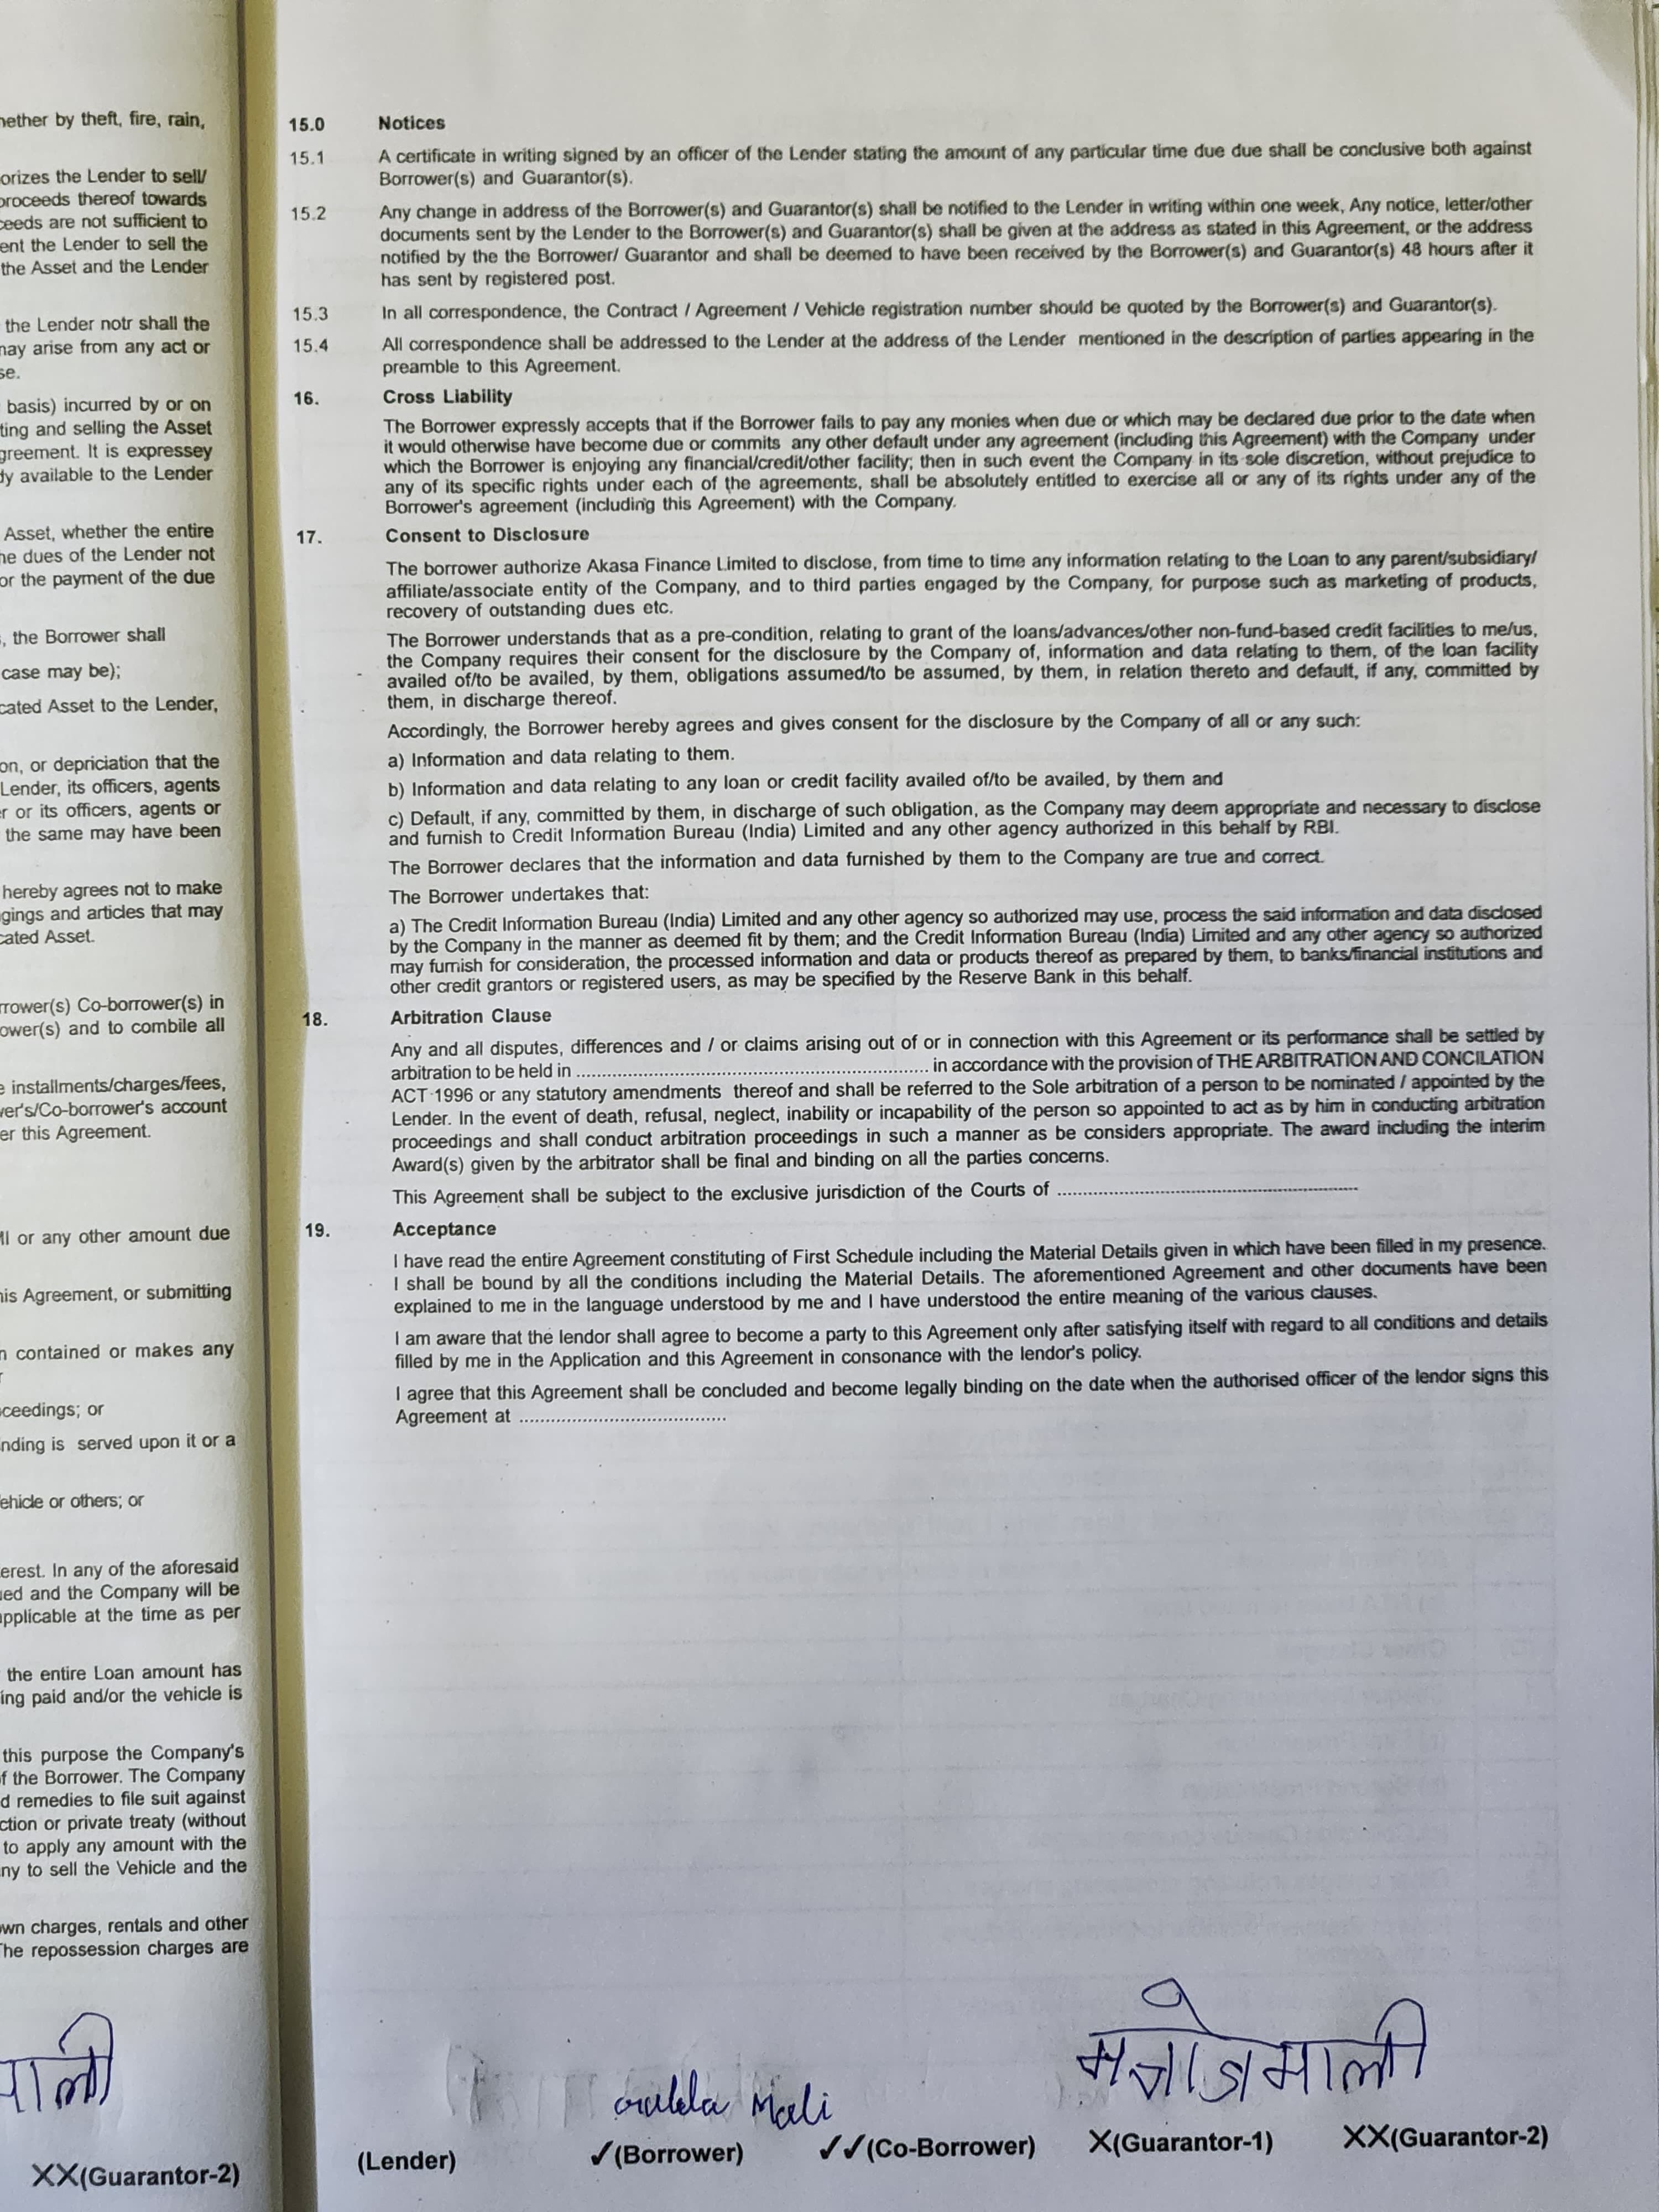 hether by theft, fire, rain,
orizes the Lender to sell/
proceeds thereof towards
ceeds are not sufficient to
ent the Lender to sell the
the Asset and the Lender
the Lender notr shall the
nay arise from any act or
se.
basis) incurred by or on
ting and selling the Asset
greement. It is expressey
dy available to the Lender
Asset, whether the entire
he dues of the Lender not
or the payment of the due
, the Borrower shall
case may be);
cated Asset to the Lender,
on, or depriciation that the
Lender, its officers, agents
er or its officers, agents or
the same may have been
hereby agrees not to make
gings and articles that may
cated Asset.
rrower(s) Co-borrower(s) in
ower(s) and to combile all
e installments/charges/fees,
ver's/Co-borrower's account
er this Agreement.
MI or any other amount due
his Agreement, or submitting
n contained or makes any
ceedings; or
nding is served upon it or a
ehicle or others; or
erest. In any of the aforesaid
ued and the Company will be
applicable at the time as per
the entire Loan amount has
ing paid and/or the vehicle is
this purpose the Company's
f the Borrower. The Company
d remedies to file suit against
ction or private treaty (without
to apply any amount with the
ny to sell the Vehicle and the
own charges, rentals and other
The repossession charges are
XX(Guarantor-2)
15.0 Notices
15.1 A certificate in writing signed by an officer of the Lender stating the amount of any particular time due due shall be conclusive both against
Borrower(s) and Guarantor(s).
15.2 Any change in address of the Borrower(s) and Guarantor(s) shall be notified to the Lender in writing within one week, Any notice, letter/other
documents sent by the Lender to the Borrower(s) and Guarantor(s) shall be given at the address as stated in this Agreement, or the address
notified by the the Borrower/ Guarantor and shall be deemed to have been received by the Borrower(s) and Guarantor(s) 48 hours after it
has sent by registered post.
15.3 In all correspondence, the Contract / Agreement / Vehicle registration number should be quoted by the Borrower(s) and Guarantor(s).
15.4 All correspondence shall be addressed to the Lender at the address of the Lender mentioned in the description of parties appearing in the
preamble to this Agreement.
16. Cross Liability
The Borrower expressly accepts that if the Borrower fails to pay any monies when due or which may be declared due prior to the date when
it would otherwise have become due or commits any other default under any agreement (including this Agreement) with the Company under
which the Borrower is enjoying any financial/credit/other facility; then in such event the Company in its sole discretion, without prejudice to
any of its specific rights under each of the agreements, shall be absolutely entitled to exercise all or any of its rights under any of the
Borrower's agreement (including this Agreement) with the Company.
17. Consent to Disclosure
The borrower authorize Akasa Finance Limited to disclose, from time to time any information relating to the Loan to any parent/subsidiary/
affiliate/associate entity of the Company, and to third parties engaged by the Company, for purpose such as marketing of products,
recovery of outstanding dues etc.
The Borrower understands that as a pre-condition, relating to grant of the loans/advances/other non-fund-based credit facilities to me/us,
the Company requires their consent for the disclosure by the Company of, information and data relating to them, of the loan facility
availed of/to be availed, by them, obligations assumed/to be assumed, by them, in relation thereto and default, if any, committed by
them, in discharge thereof.
Accordingly, the Borrower hereby agrees and gives consent for the disclosure by the Company of all or any such:
a) Information and data relating to them.
b) Information and data relating to any loan or credit facility availed of/to be availed, by them and
c) Default, if any, committed by them, in discharge of such obligation, as the Company may deem appropriate and necessary to disclose
and furnish to Credit Information Bureau (India) Limited and any other agency authorized in this behalf by RBI.
The Borrower declares that the information and data furnished by them to the Company are true and correct.
The Borrower undertakes that:
a) The Credit Information Bureau (India) Limited and any other agency so authorized may use, process the said information and data disclosed
by the Company in the manner as deemed fit by them; and the Credit Information Bureau (India) Limited and any other agency so authorized
may furnish for consideration, the processed information and data or products thereof as prepared by them, to banks/financial institutions and
other credit grantors or registered users, as may be specified by the Reserve Bank in this behalf.
18. Arbitration Clause
Any and all disputes, differences and / or claims arising out of or in connection with this Agreement or its performance shall be settled by
arbitration to be held in .......................................................... in accordance with the provision of THE ARBITRATION AND CONCILATION
ACT 1996 or any statutory amendments thereof and shall be referred to the Sole arbitration of a person to be nominated / appointed by the
Lender. In the event of death, refusal, neglect, inability or incapability of the person so appointed to act as by him in conducting arbitration
proceedings and shall conduct arbitration proceedings in such a manner as be considers appropriate. The award including the interim
Award(s) given by the arbitrator shall be final and binding on all the parties concerns.
This Agreement shall be subject to the exclusive jurisdiction of the Courts of ..................................................
19. Acceptance
I have read the entire Agreement constituting of First Schedule including the Material Details given in which have been filled in my presence.
I shall be bound by all the conditions including the Material Details. The aforementioned Agreement and other documents have been
explained to me in the language understood by me and I have understood the entire meaning of the various clauses.
I am aware that the lendor shall agree to become a party to this Agreement only after satisfying itself with regard to all conditions and details
filled by me in the Application and this Agreement in consonance with the lendor's policy.
I agree that this Agreement shall be concluded and become legally binding on the date when the authorised officer of the lendor signs this
Agreement at ....................................
Mali मनोजमाली
(Lender) ✓(Borrower) ✓✓(Co-Borrower) X(Guarantor-1) XX(Guarantor-2)